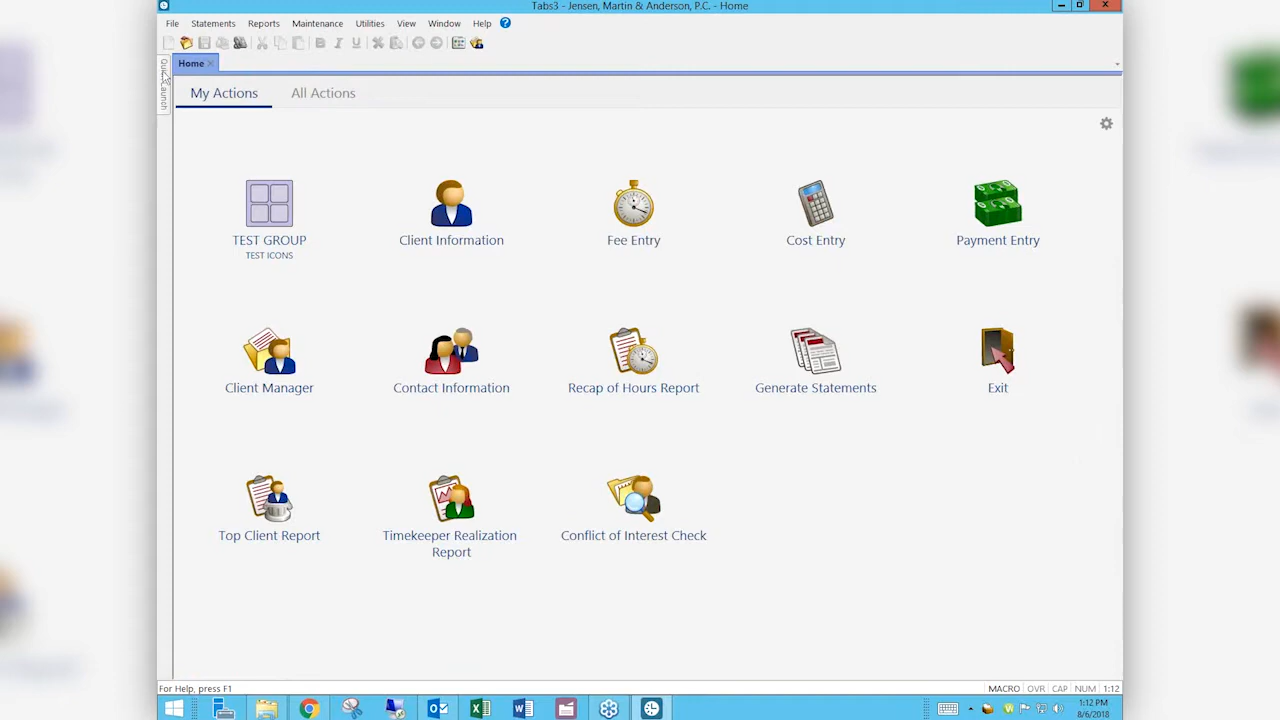 Tabs3 - Jensen, Martin & Anderson, P.C. - Home
File Statements Reports Maintenance Utilities View Window Help
Home
Quick Launch
My Actions All Actions
TEST GROUP Client Information Fee Entry Cost Entry Payment Entry
TEST ICONS
Client Manager Contact Information Recap of Hours Report Generate Statements Exit
Top Client Report Timekeeper Realization Report Conflict of Interest Check
For Help, press F1 MACRO OVR CAP NUM 1:12
1:12 PM
8/6/2018